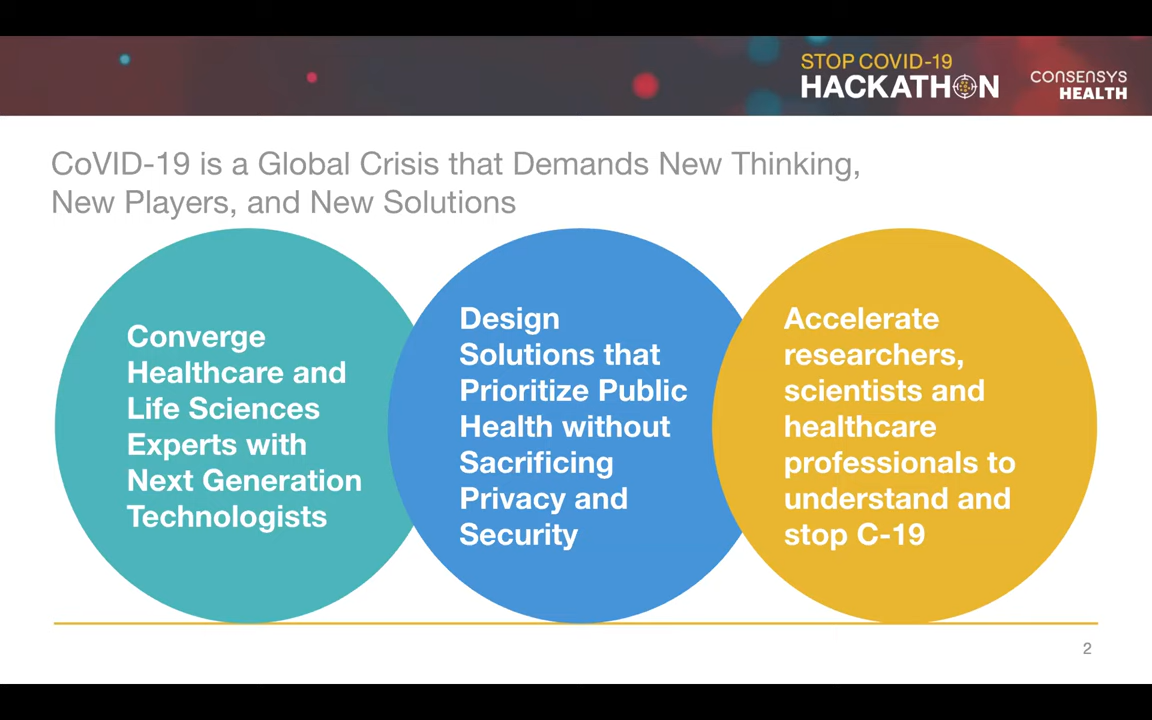 STOP COVID-19
HACKATHON
CONSENSYS
HEALTH
CoVID-19 is a Global Crisis that Demands New Thinking,
New Players, and New Solutions
Converge
Healthcare and
Life Sciences
Experts with
Next Generation
Technologists
Design
Solutions that
Prioritize Public
Health without
Sacrificing
Privacy and
Security
Accelerate
researchers,
scientists and
healthcare
professionals to
understand and
stop C-19
2